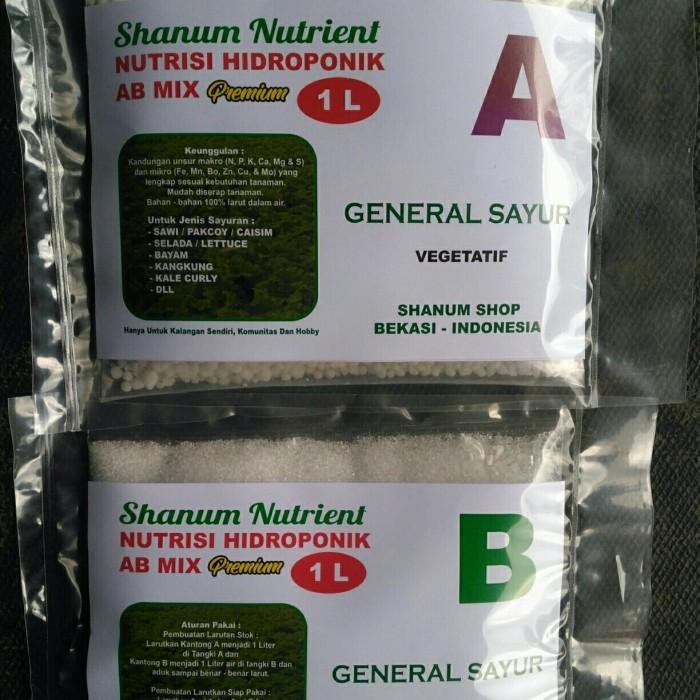 Shanum Nutrient
NUTRISI HIDROPONIK
AB MIX Premium 1 L
A
Keunggulan :
Kandungan unsur makro (N, P, K, Ca, Mg & S)
dan mikro (Fe, Mn, Bo, Zn, Cu, & Mo) yang
lengkap sesuai kebutuhan tanaman.
Mudah diserap tanaman.
Bahan - bahan 100% larut dalam air.
Untuk Jenis Sayuran :
- SAWI / PAKCOY / CAISIM
- SELADA / LETTUCE
- BAYAM
- KANGKUNG
- KALE CURLY
- DLL
GENERAL SAYUR
VEGETATIF
SHANUM SHOP
BEKASI - INDONESIA
Hanya Untuk Kalangan Sendiri, Komunitas Dan Hobby
Shanum Nutrient
NUTRISI HIDROPONIK
AB MIX Premium 1 L
B
Aturan Pakai :
Pembuatan Larutan Stok :
Larutkan Kantong A menjadi 1 Liter
di Tangki A dan
Kantong B menjadi 1 Liter air di tangki B dan
aduk sampai benar - benar larut.
Pembuatan Larutan Siap Pakai :
GENERAL SAYUR